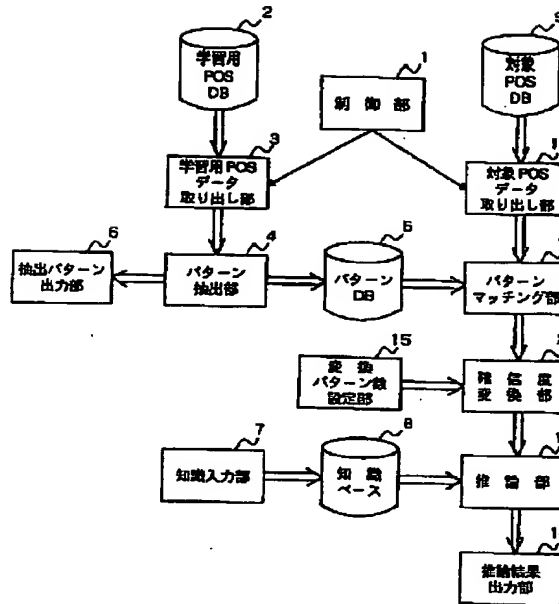 2
学習用
POS
DB
1
制御部
対象
POS
DB
3
学習用POS
データ
取り出し部
対象POS
データ
取り出し部
6
抽出パターン
出力部
4
パターン
抽出部
5
パターン
DB
パターン
マッチング部
15
変換
パターン数
設定部
確信度
変換部
7
知識入力部
8
知識
ベース
推論部
推論結果
出力部